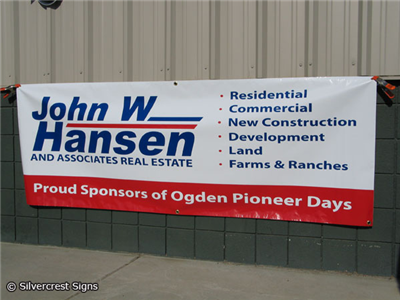 John W
Hansen
AND ASSOCIATES REAL ESTATE
• Residential
• Commercial
• New Construction
• Development
• Land
• Farms & Ranches
Proud Sponsors of Ogden Pioneer Days
© Silvercrest Signs